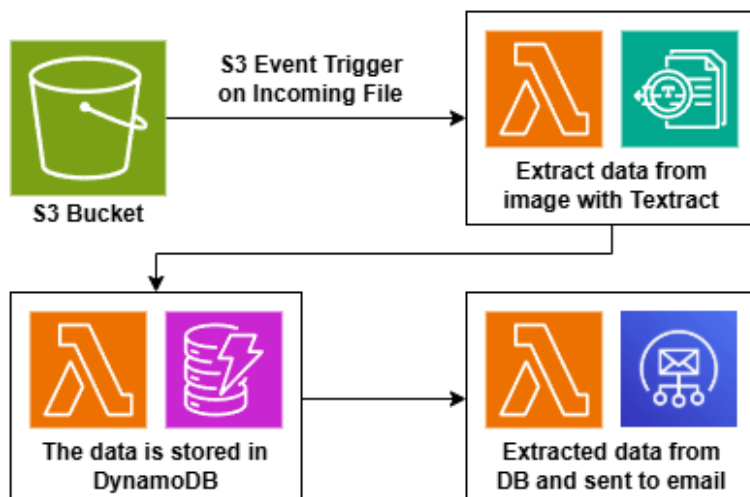 S3 Event Trigger
on Incoming File
S3 Bucket
T
Extract data from
image with Textract
The data is stored in
DynamoDB
Extracted data from
DB and sent to email